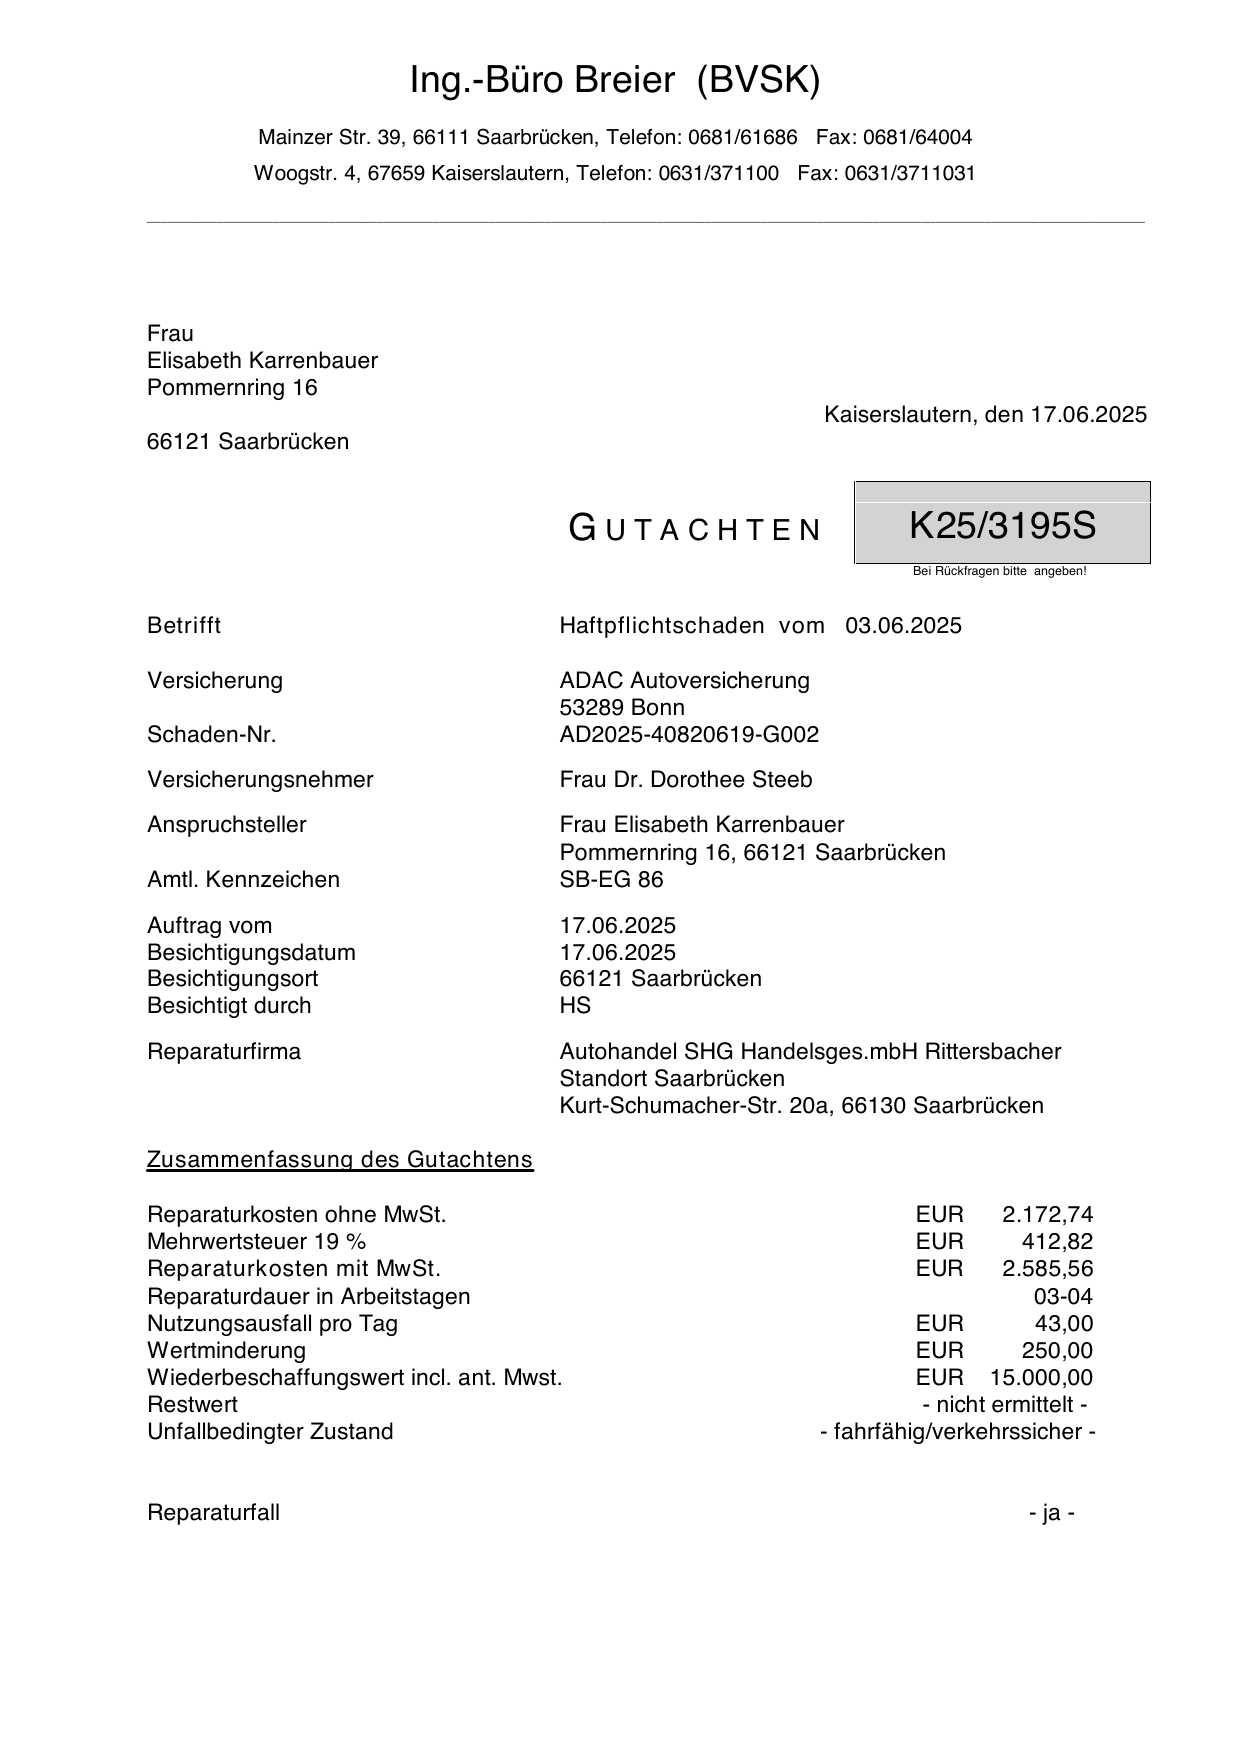 Ing.-Büro Breier (BVSK)
Mainzer Str. 39, 66111 Saarbrücken, Telefon: 0681/61686 Fax: 0681/64004
Woogstr. 4, 67659 Kaiserslautern, Telefon: 0631/371100 Fax: 0631/3711031
Frau
Elisabeth Karrenbauer
Pommernring 16
Kaiserslautern, den 17.06.2025
66121 Saarbrücken
GUTACHTEN K25/3195S
Bei Rückfragen bitte angeben!
Betrifft Haftpflichtschaden vom 03.06.2025
Versicherung ADAC Autoversicherung
53289 Bonn
Schaden-Nr. AD2025-40820619-G002
Versicherungsnehmer Frau Dr. Dorothee Steeb
Anspruchsteller Frau Elisabeth Karrenbauer
Pommernring 16, 66121 Saarbrücken
Amtl. Kennzeichen SB-EG 86
Auftrag vom 17.06.2025
Besichtigungsdatum 17.06.2025
Besichtigungsort 66121 Saarbrücken
Besichtigt durch HS
Reparaturfirma Autohandel SHG Handelsges.mbH Rittersbacher
Standort Saarbrücken
Kurt-Schumacher-Str. 20a, 66130 Saarbrücken
Zusammenfassung des Gutachtens
Reparaturkosten ohne MwSt. EUR 2.172,74
Mehrwertsteuer 19 % EUR 412,82
Reparaturkosten mit MwSt. EUR 2.585,56
Reparaturdauer in Arbeitstagen 03-04
Nutzungsausfall pro Tag EUR 43,00
Wertminderung EUR 250,00
Wiederbeschaffungswert incl. ant. Mwst. EUR 15.000,00
Restwert - nicht ermittelt -
Unfallbedingter Zustand - fahrfähig/verkehrssicher -
Reparaturfall - ja -